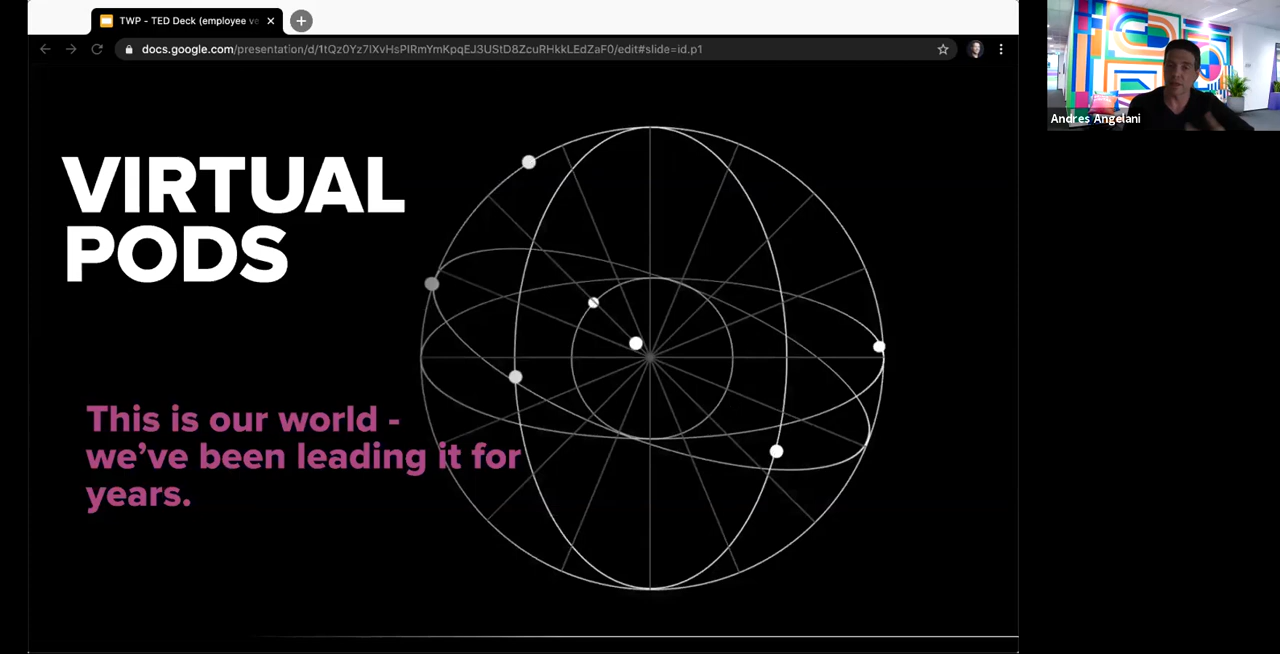 TWP - TED Deck (employee ve
docs.google.com/presentation/d/1tQz0Yz7lXvHsPIRmYmKpqEJ3UStD8ZcuRHkkLEdZaF0/edit#slide=id.p1
Andres Angelani
VIRTUAL
PODS
This is our world -
we’ve been leading it for
years.